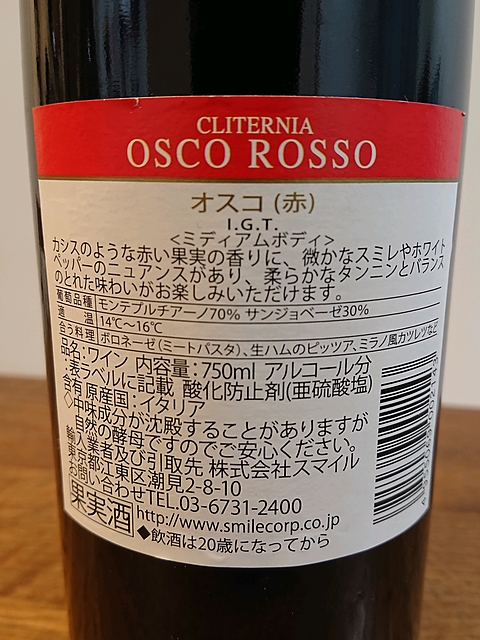 CLITERNIA
OSCO ROSSO
オスコ (赤)
I.G.T.
<ミディアムボディ>
カシスのような赤い果実の香りに、微かなスミレやホワイト
ペッパーのニュアンスがあり、柔らかなタンニンとバランス
のとれた味わいがお楽しみいただけます。
葡萄品種 モンテプルチアーノ70% サンジョベーゼ30%
適 温 14℃〜16℃
合う料理 ボロネーゼ(ミートパスタ)、生ハムのピッツア、ミラノ風カツレツなど
品名:ワイン 内容量:750ml アルコール分
:表ラベルに記載 酸化防止剤(亜硫酸塩)
含有 原産国:イタリア
◇中味成分が沈殿することがありますが
自然の酵母ですのでご安心ください。
輸入業者及び引取先 株式会社スマイル
東京都江東区潮見2-8-10
お問い合わせTEL.03-6731-2400
果実酒 http://www.smilecorp.co.jp
◆飲酒は20歳になってから